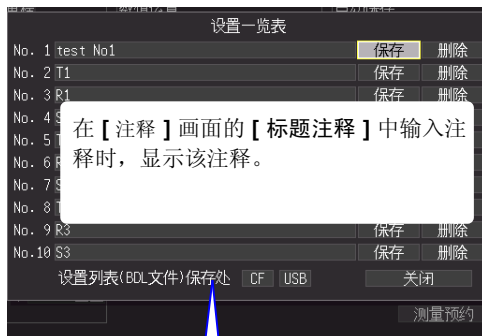 设置一览表
No. 1 test No1 保存 删除
No. 2 T1 保存 删除
No. 3 R1 保存 删除
No. 4 S
No. 5 T
No. 6 R
No. 7 S
No. 8 T
在 [ 注释 ] 画面的 [ 标题注释 ] 中输入注
释时，显示该注释。
No. 9 R3 保存 删除
No.10 S3 保存 删除
设置列表(BDL文件)保存处 CF USB 关闭
测量预约